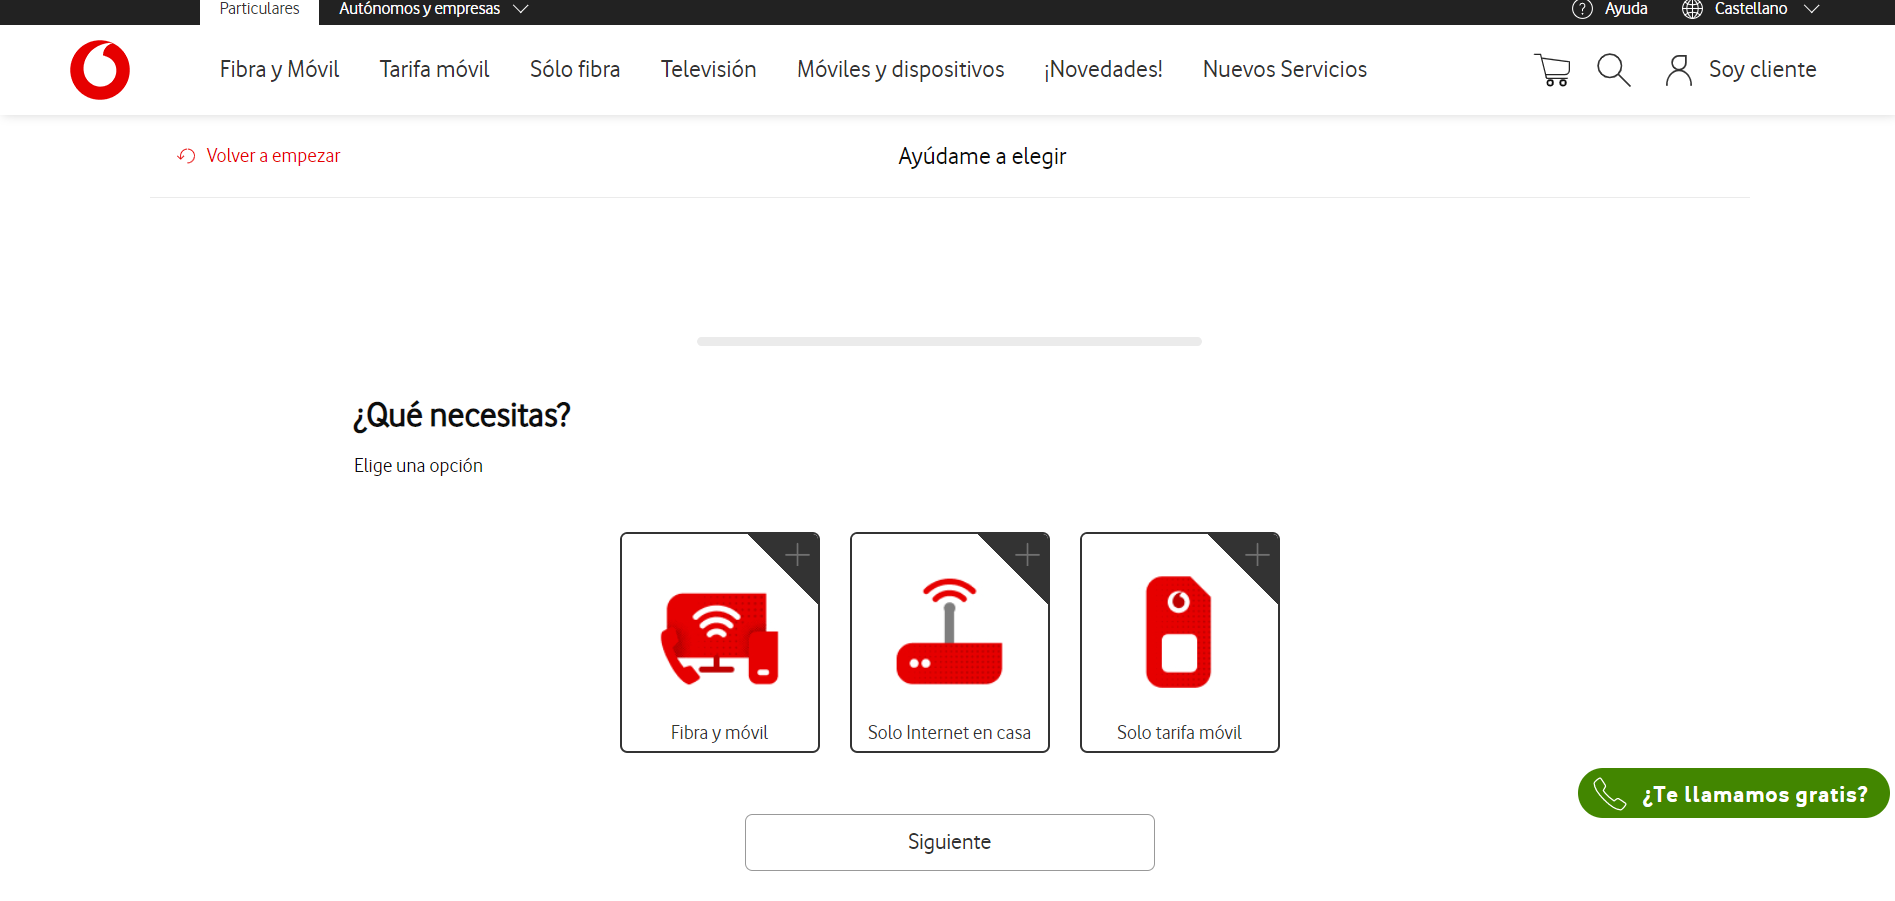 Particulares Autónomos y empresas Ayuda Castellano
Fibra y Móvil Tarifa móvil Sólo fibra Televisión Móviles y dispositivos ¡Novedades! Nuevos Servicios Soy cliente
Volver a empezar Ayúdame a elegir
¿Qué necesitas?
Elige una opción
Fibra y móvil Solo Internet en casa Solo tarifa móvil
¿Te llamamos gratis?
Siguiente